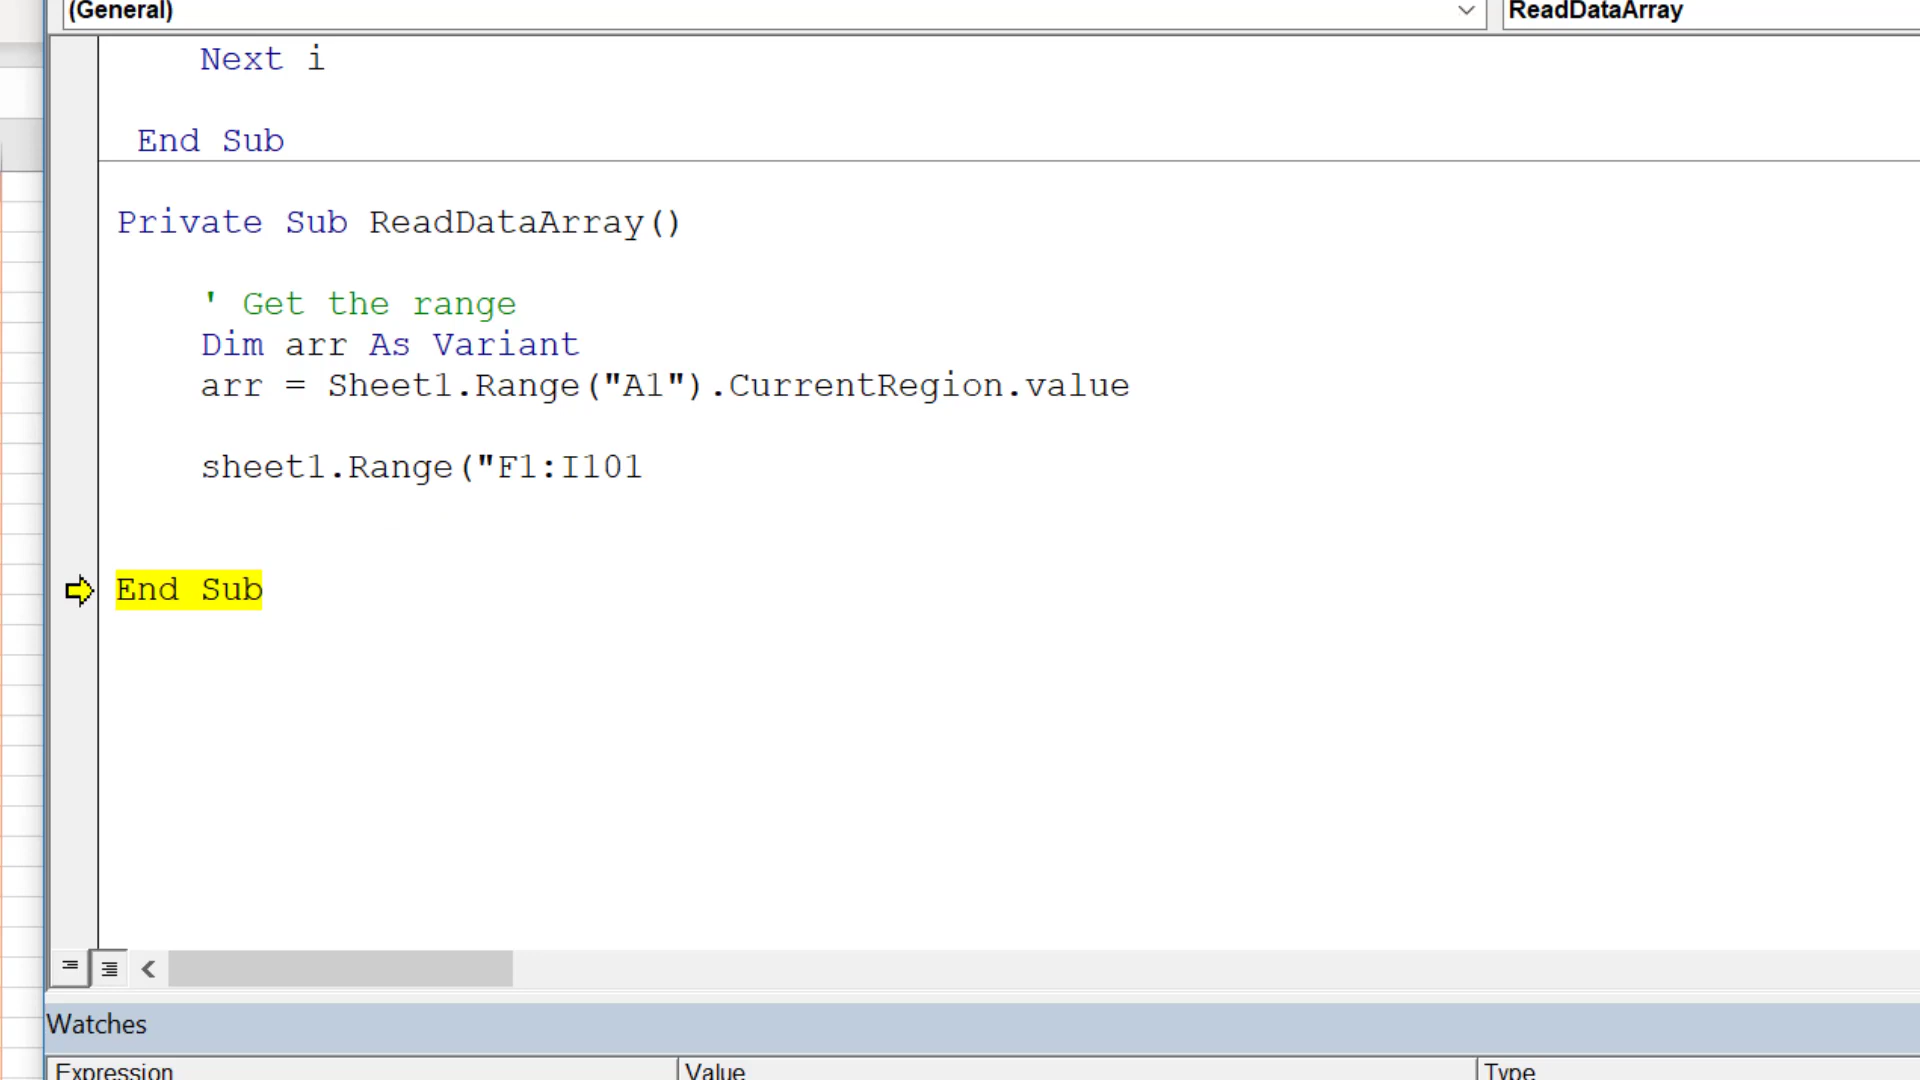 (General) ReadDataArray
Next i
End Sub
Private Sub ReadDataArray()
' Get the range
Dim arr As Variant
arr = Sheet1.Range("A1").CurrentRegion.value
sheet1.Range("F1:I101
End Sub
Watches
Expression Value Type